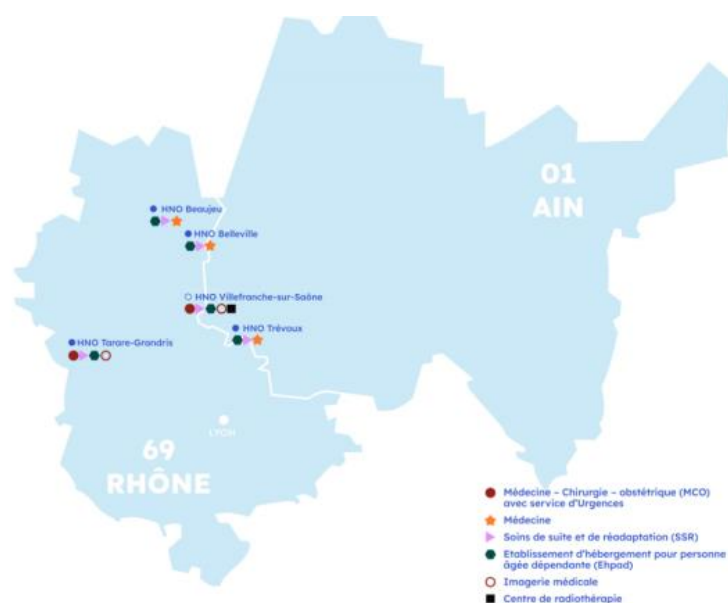 01
AIN
HNO Beaujeu
HNO Belleville
HNO Villefranche-sur-Saône
HNO Trévoux
HNO Tarare-Grandris
LYON
69
RHÔNE
Médecine – Chirurgie – obstétrique (MCO)
avec service d'Urgences
Médecine
Soins de suite et de réadaptation (SSR)
Etablissement d'hébergement pour personne
âgée dépendante (Ehpad)
Imagerie médicale
Centre de radiothérapie